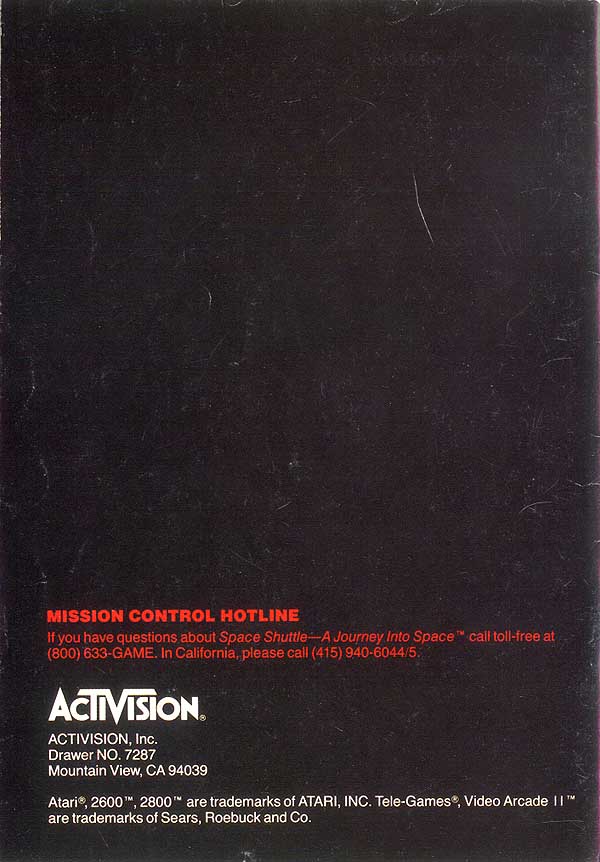 MISSION CONTROL HOTLINE
If you have questions about Space Shuttle—A Journey Into Space™ call toll-free at
(800) 633-GAME. In California, please call (415) 940-6044/5.
ACTIVISION®
ACTIVISION, Inc.
Drawer NO. 7287
Mountain View, CA 94039
Atari®, 2600™, 2800™ are trademarks of ATARI, INC. Tele-Games®, Video Arcade II™
are trademarks of Sears, Roebuck and Co.